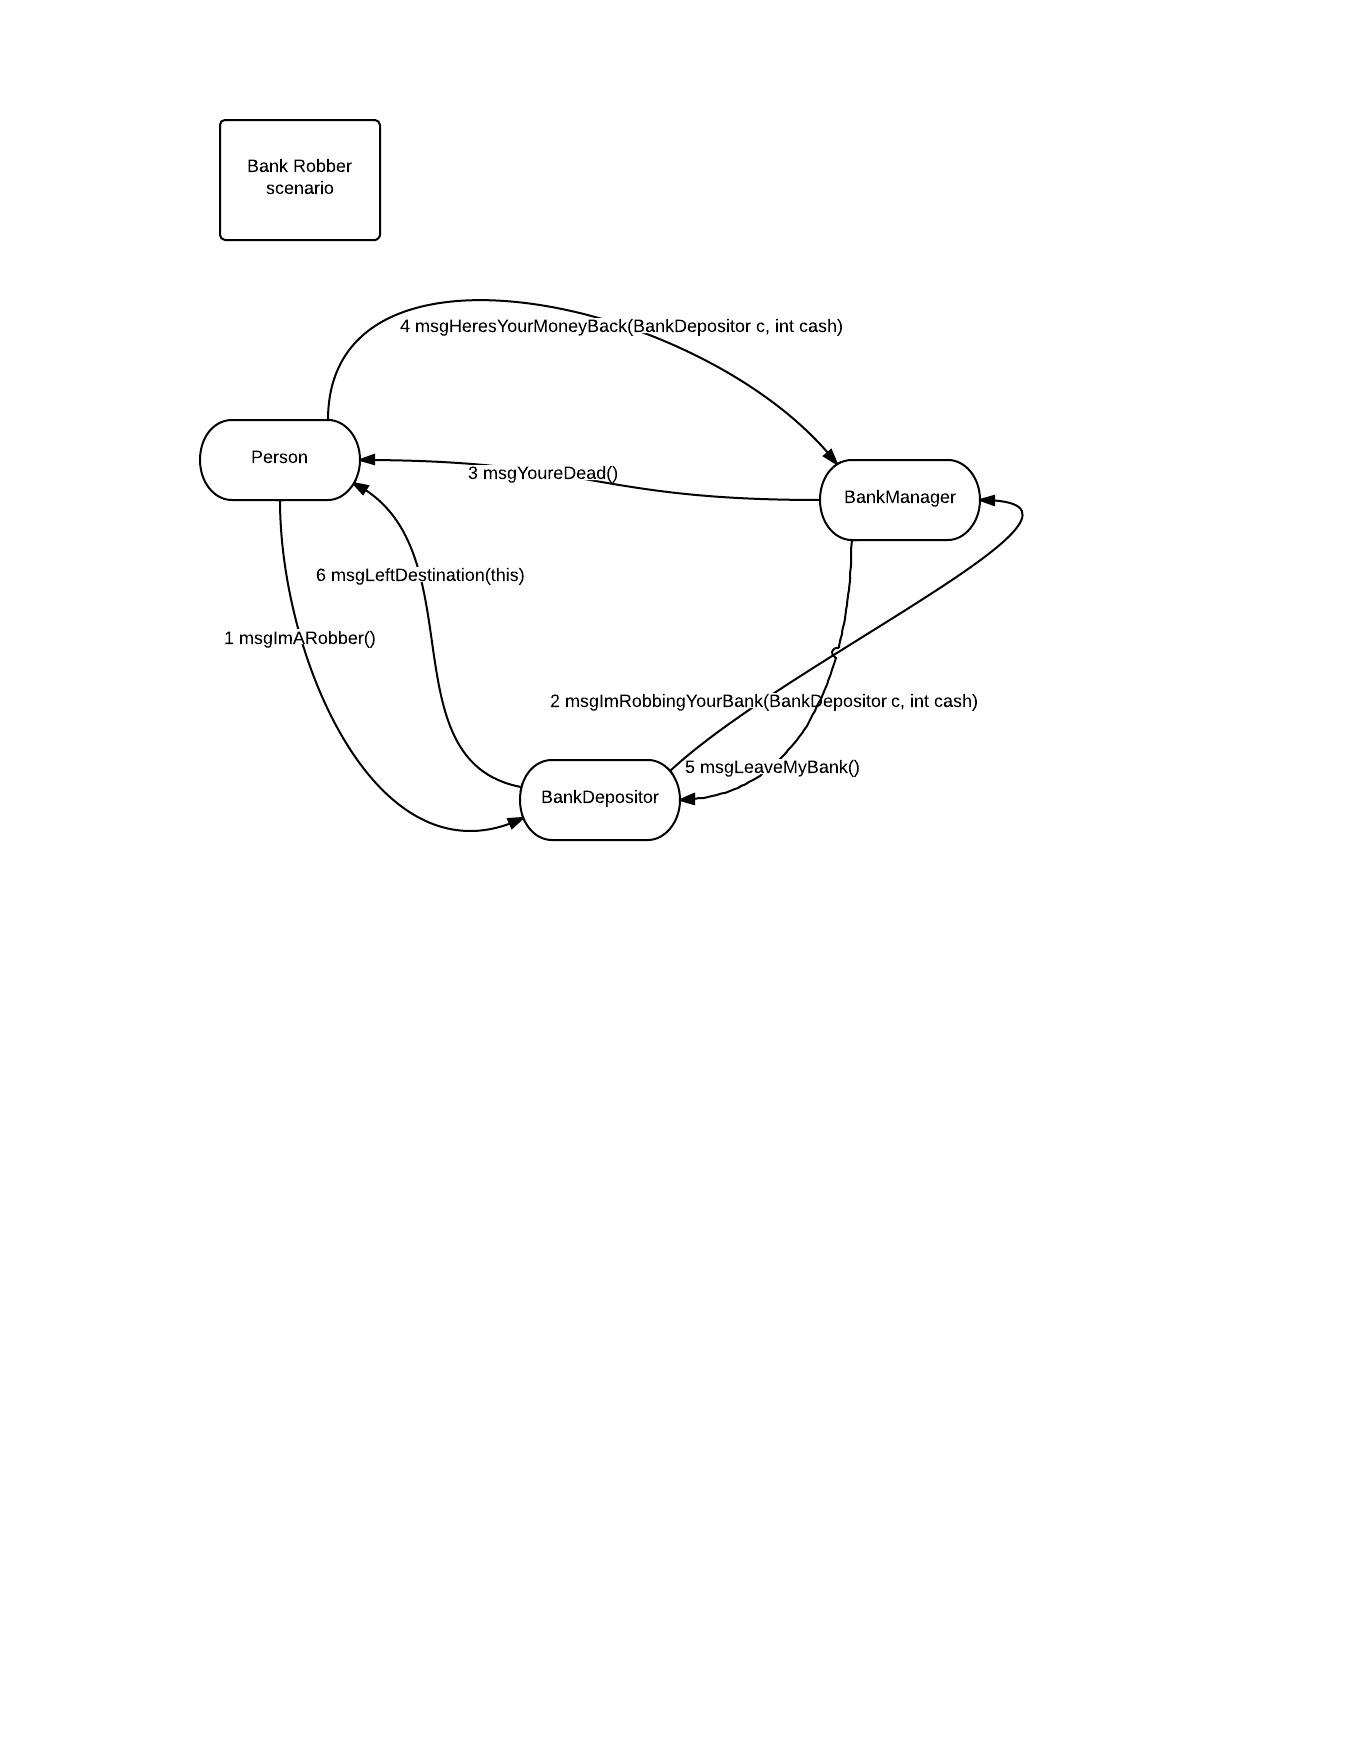 Bank Robber
scenario
4 msgHeresYourMoneyBack(BankDepositor c, int cash)
Person
3 msgYoureDead()
BankManager
6 msgLeftDestination(this)
1 msgImARobber()
2 msgImRobbingYourBank(BankDepositor c, int cash)
5 msgLeaveMyBank()
BankDepositor